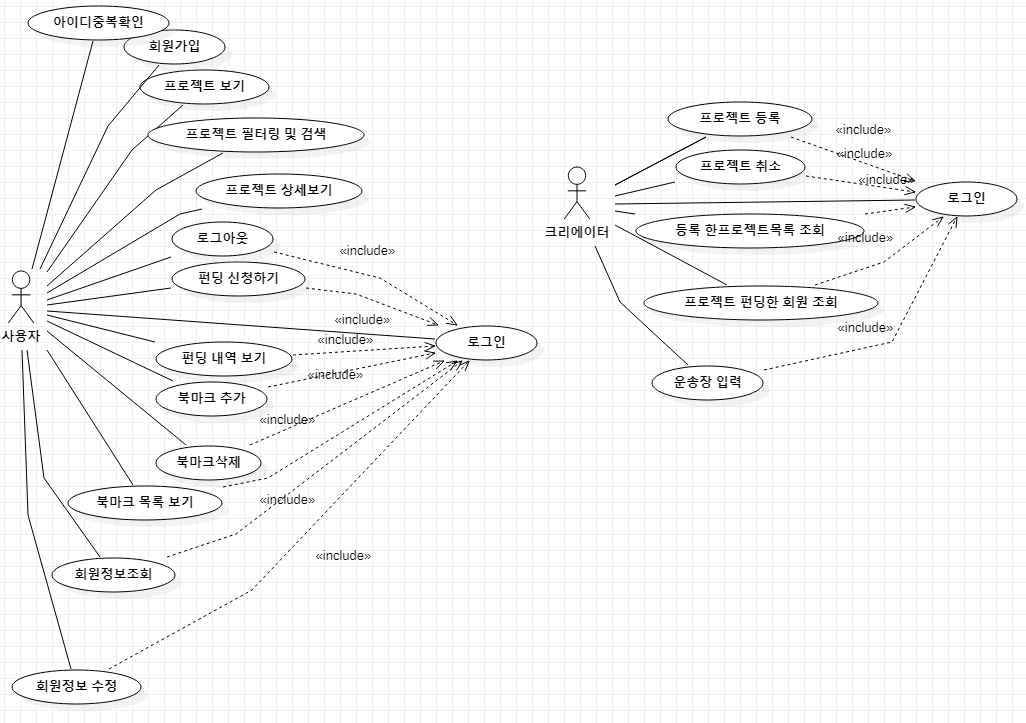 아이디중복확인
회원가입
프로젝트 보기
프로젝트 필터링 및 검색
프로젝트 상세보기
로그아웃
«include»
펀딩 신청하기
사용자
«include»
«include»
로그인
펀딩 내역 보기
«include»
북마크 추가
«include»
북마크삭제
북마크 목록 보기
«include»
«include»
회원정보조회
회원정보 수정
프로젝트 등록
«include»
«include»
프로젝트 취소
«include»
로그인
크리에이터
등록 한프로젝트목록 조회
«include»
프로젝트 펀딩한 회원 조회
«include»
운송장 입력